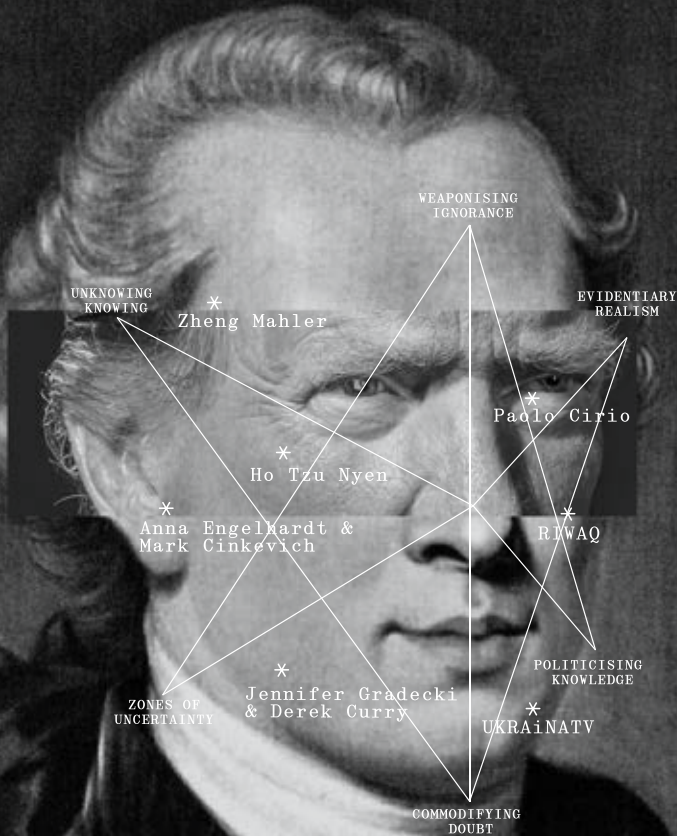 WEAPONISING
IGNORANCE
UNKNOWING
KNOWING
EVIDENTIARY
REALISM
Zheng Mahler
Paolo Cirio
Ho Tzu Nyen
Anna Engelhardt &
Mark Cinkevich
RIWAQ
POLITICISING
KNOWLEDGE
Jennifer Gradecki
& Derek Curry
ZONES OF
UNCERTAINTY
UKRAiNATV
COMMODIFYING
DOUBT